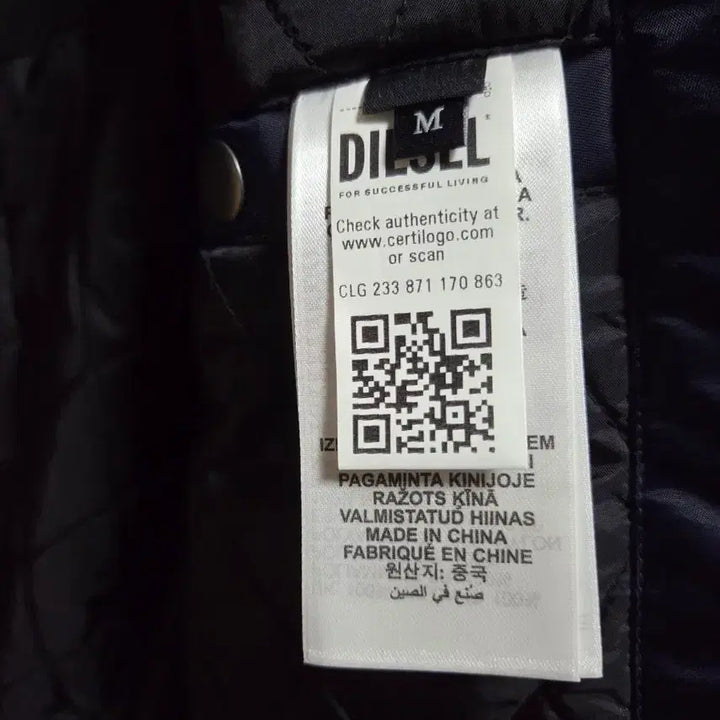 M
DIESEL
FOR SUCCESSFUL LIVING
Check authenticity at
www.certilogo.com
or scan
CLG 233 871 170 863
PAGAMINTA KINIJOJE
RAŽOTS ĶĪNĀ
VALMISTATUD HIINAS
MADE IN CHINA
FABRIQUÉ EN CHINE
원산지: 중국
صنع في الصين